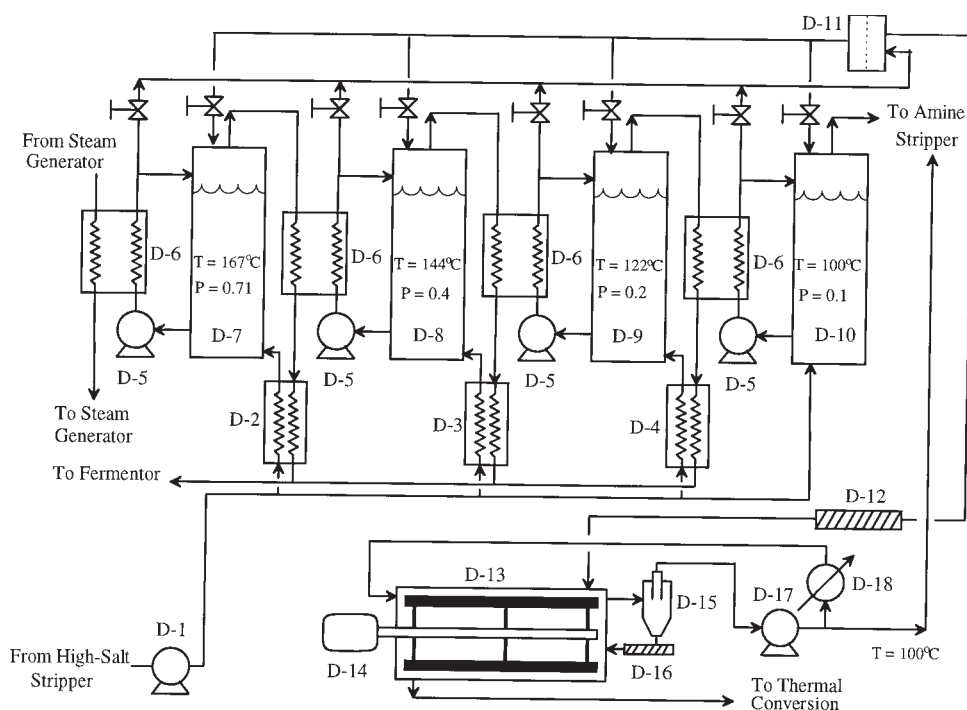 D-11
To Amine
Stripper
From Steam
Generator
D-6
D-6
D-6
D-6
T = 167°C
P = 0.71
D-7
T = 144°C
P = 0.4
D-8
T = 122°C
P = 0.2
D-9
T = 100°C
P = 0.1
D-10
D-5
D-5
D-5
D-5
To Steam
Generator
D-2
D-3
D-4
To Fermentor
D-12
D-13
D-15
D-17
D-18
D-1
D-14
D-16
From High-Salt
Stripper
T = 100°C
To Thermal
Conversion